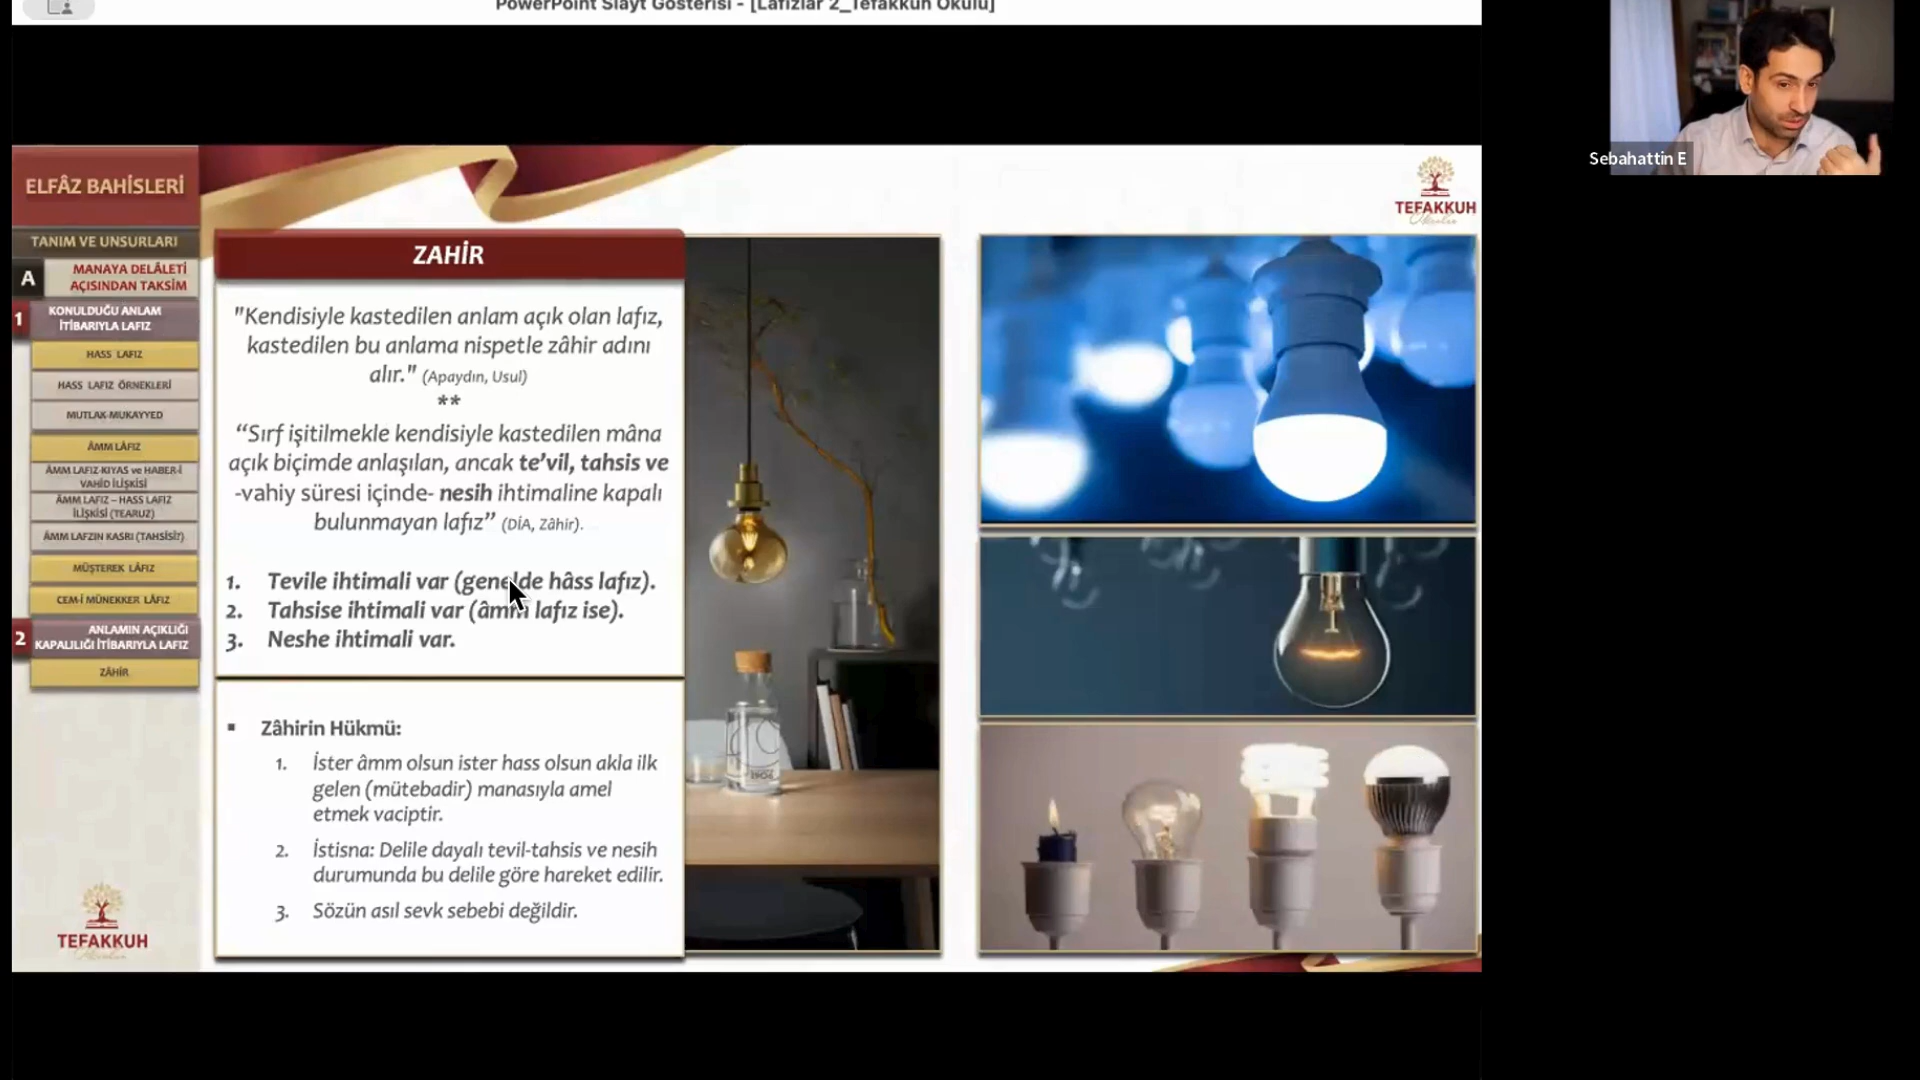 PowerPoint Slayt Gösterisi - [Lafızlar 2_Tefakkuh Okulu]
Sebahattin E
ELFÂZ BAHİSLERİ
TANIM VE UNSURLARI
A
MANAYA DELÂLETİ
AÇISINDAN TAKSİM
1
KONULDUĞU ANLAM
İTİBARIYLA LAFIZ
HASS LAFIZ
HASS LAFIZ ÖRNEKLERİ
MUTLAK-MUKAYYED
ÂMM LÂFIZ
ÂMM LAFIZ-KIYAS ve HABER-İ
VAHİD İLİŞKİSİ
ÂMM LAFIZ – HASS LAFIZ
İLİŞKİSİ (TEARUZ)
ÂMM LAFZIN KASRI (TAHSİSİ?)
MÜŞTEREK LÂFIZ
CEM-İ MÜNEKKER LÂFIZ
2
ANLAMIN AÇIKLIĞI
KAPALILIĞI İTİBARIYLA LAFIZ
ZÂHİR
TEFAKKUH
ZAHİR
"Kendisiyle kastedilen anlam açık olan lafız,
kastedilen bu anlama nispetle zâhir adını
alır." (Apaydın, Usul)
**
“Sırf işitilmekle kendisiyle kastedilen mâna
açık biçimde anlaşılan, ancak te’vil, tahsis ve
-vahiy süresi içinde- nesih ihtimaline kapalı
bulunmayan lafız” (DİA, Zâhir).
1. Tevile ihtimali var (genelde hâss lafız).
2. Tahsise ihtimali var (âmm lafız ise).
3. Neshe ihtimali var.
▪ Zâhirin Hükmü:
1. İster âmm olsun ister hass olsun akla ilk
gelen (mütebadir) manasıyla amel
etmek vaciptir.
2. İstisna: Delile dayalı tevil-tahsis ve nesih
durumunda bu delile göre hareket edilir.
3. Sözün asıl sevk sebebi değildir.
TEFAKKUH